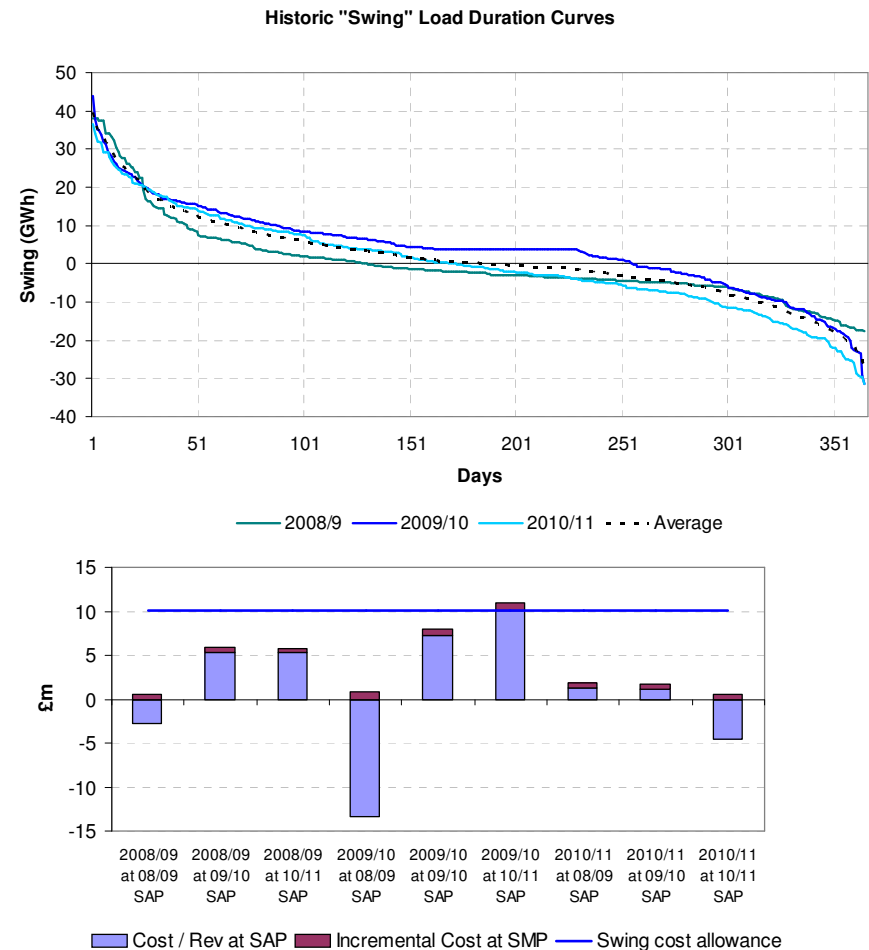 Historic "Swing" Load Duration Curves
50
40
30
20
10
0
-10
-20
-30
-40
Swing (GWh)
1 51 101 151 201 251 301 351
Days
2008/9 2009/10 2010/11 Average
15
10
5
0
-5
-10
-15
£m
2008/09 2008/09 2008/09 2009/10 2009/10 2009/10 2010/11 2010/11 2010/11
at 08/09 at 09/10 at 10/11 at 08/09 at 09/10 at 10/11 at 08/09 at 09/10 at 10/11
SAP SAP SAP SAP SAP SAP SAP SAP SAP
Cost / Rev at SAP Incremental Cost at SMP Swing cost allowance